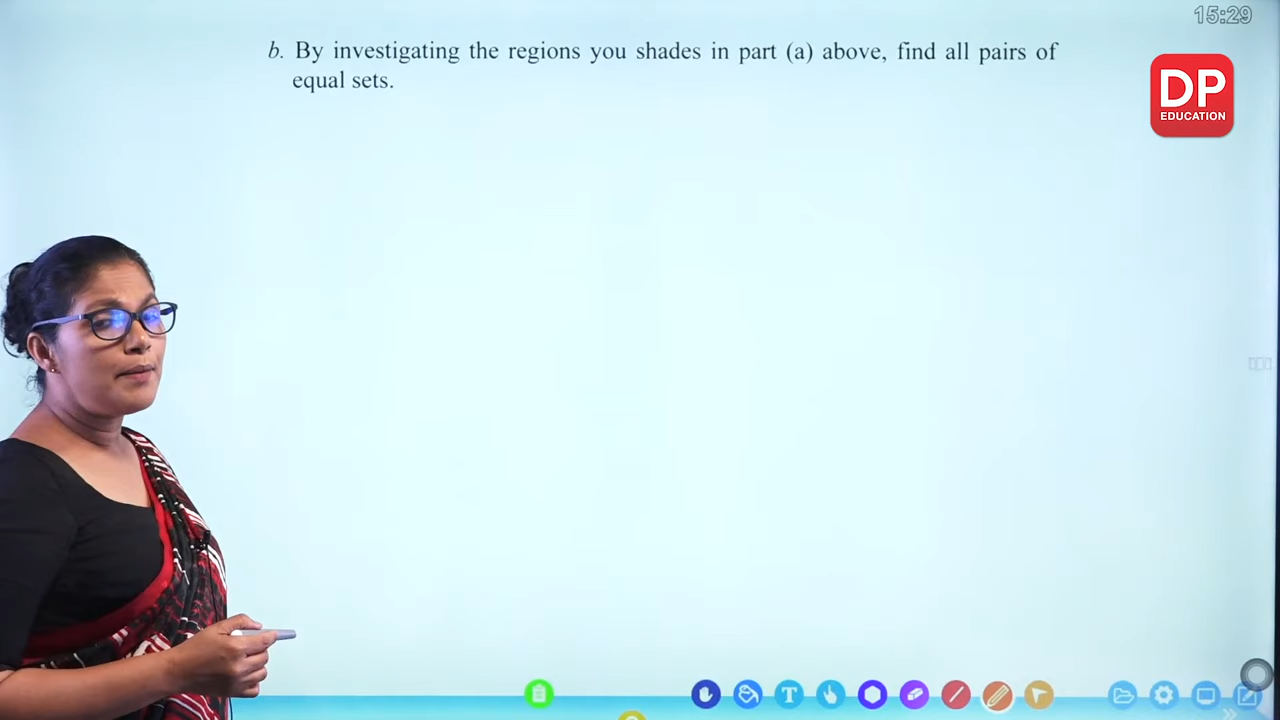 15:29
b. By investigating the regions you shades in part (a) above, find all pairs of
equal sets.
DP
EDUCATION
T